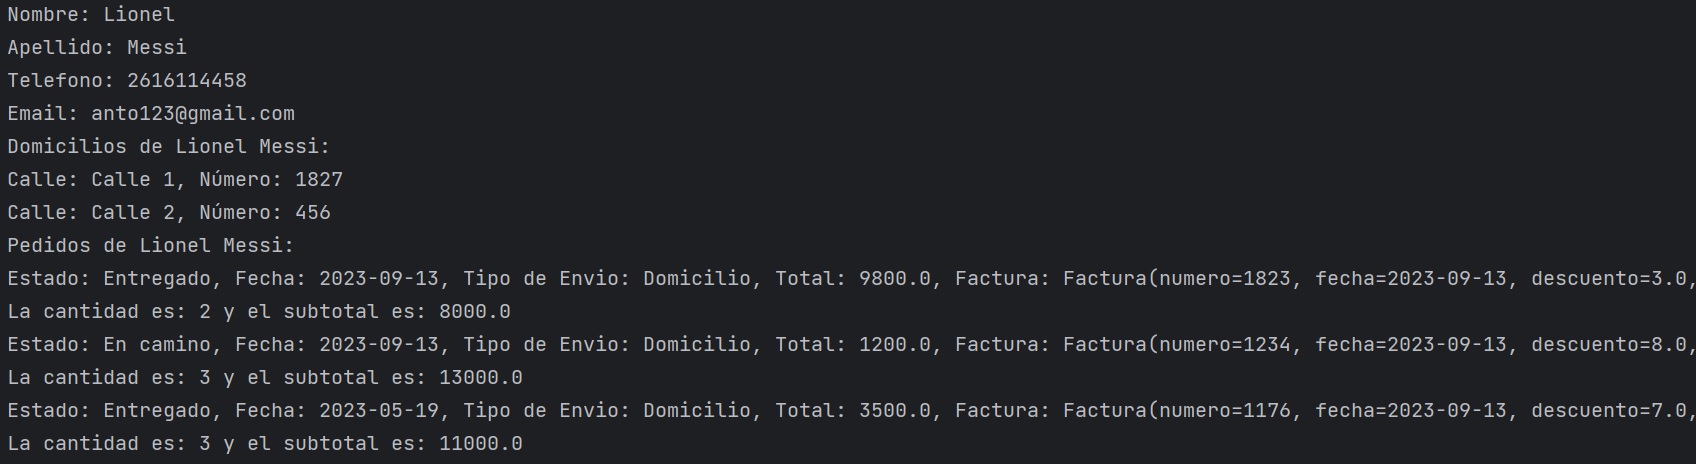 Nombre: Lionel
Apellido: Messi
Telefono: 2616114458
Email: anto123@gmail.com
Domicilios de Lionel Messi:
Calle: Calle 1, Número: 1827
Calle: Calle 2, Número: 456
Pedidos de Lionel Messi:
Estado: Entregado, Fecha: 2023-09-13, Tipo de Envio: Domicilio, Total: 9800.0, Factura: Factura(numero=1823, fecha=2023-09-13, descuento=3.0,
La cantidad es: 2 y el subtotal es: 8000.0
Estado: En camino, Fecha: 2023-09-13, Tipo de Envio: Domicilio, Total: 1200.0, Factura: Factura(numero=1234, fecha=2023-09-13, descuento=8.0,
La cantidad es: 3 y el subtotal es: 13000.0
Estado: Entregado, Fecha: 2023-05-19, Tipo de Envio: Domicilio, Total: 3500.0, Factura: Factura(numero=1176, fecha=2023-09-13, descuento=7.0,
La cantidad es: 3 y el subtotal es: 11000.0